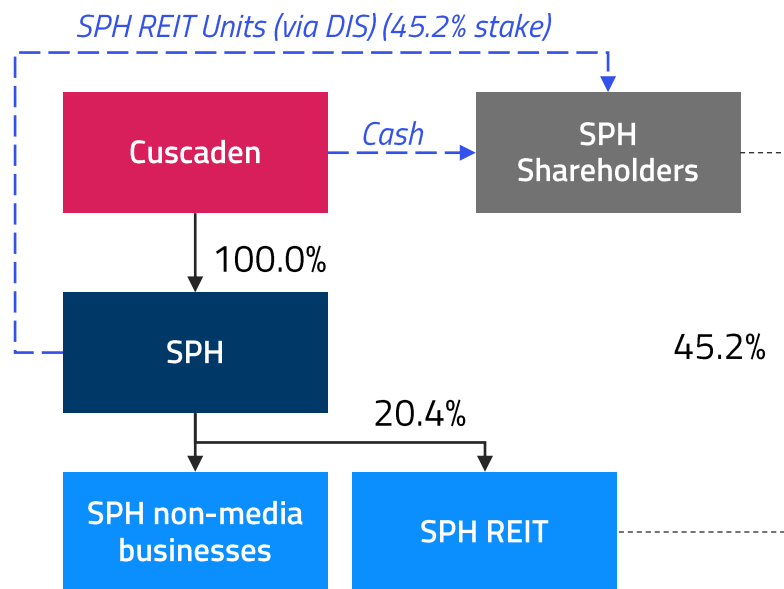 SPH REIT Units (via DIS) (45.2% stake)
Cuscaden
Cash
SPH
Shareholders
100.0%
SPH
45.2%
20.4%
SPH non-media
businesses
SPH REIT